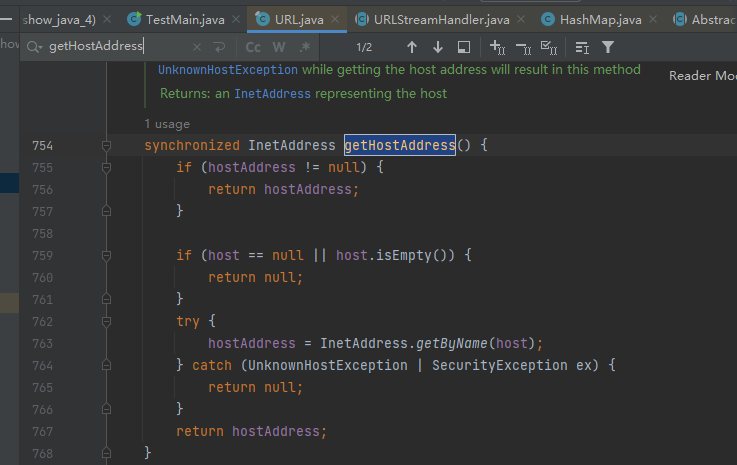 show_java_4) TestMain.java URL.java URLStreamHandler.java HashMap.java Abstrac
getHostAddress Cc W .* 1/2
UnknownHostException while getting the host address will result in this method
Reader Mod
Returns: an InetAddress representing the host
1 usage
754 synchronized InetAddress getHostAddress() {
755 if (hostAddress != null) {
756 return hostAddress;
757 }
758
759 if (host == null || host.isEmpty()) {
760 return null;
761 }
762 try {
763 hostAddress = InetAddress.getByName(host);
764 } catch (UnknownHostException | SecurityException ex) {
765 return null;
766 }
767 return hostAddress;
768 }